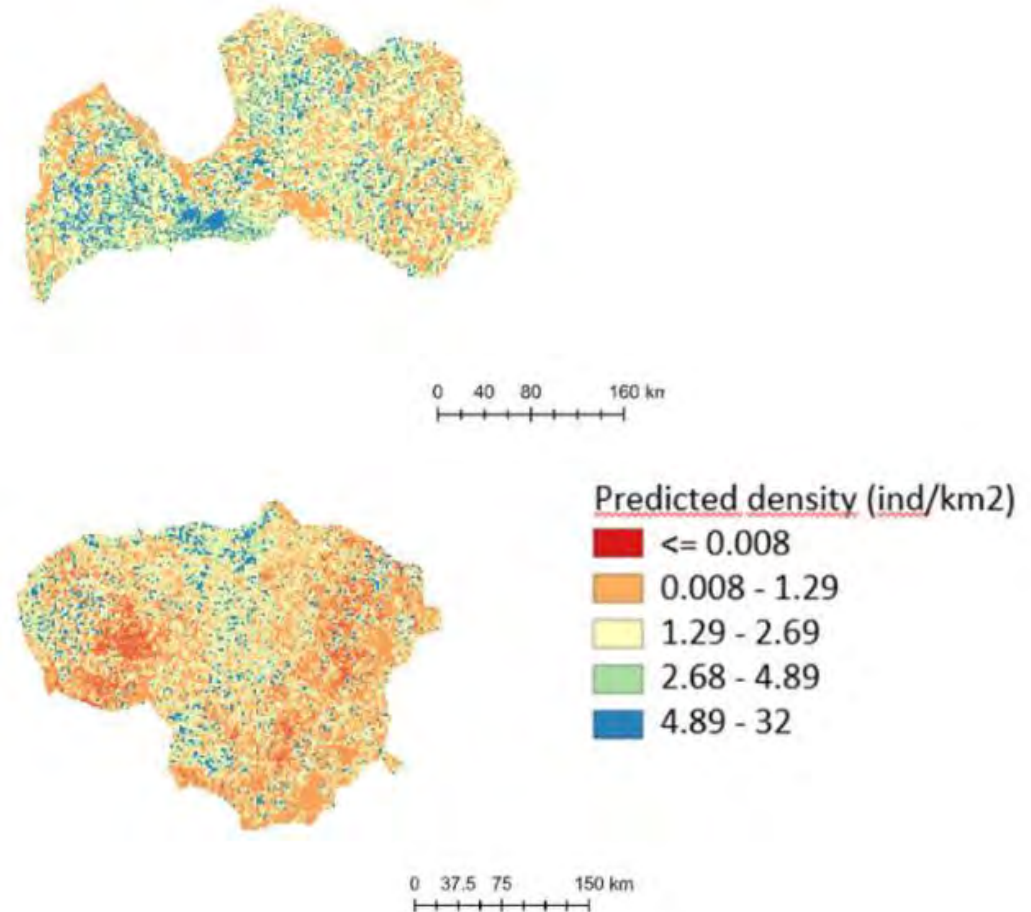 0 40 80 160 km
Predicted density (ind/km2)
<= 0.008
0.008 - 1.29
1.29 - 2.69
2.68 - 4.89
4.89 - 32
0 37.5 75 150 km